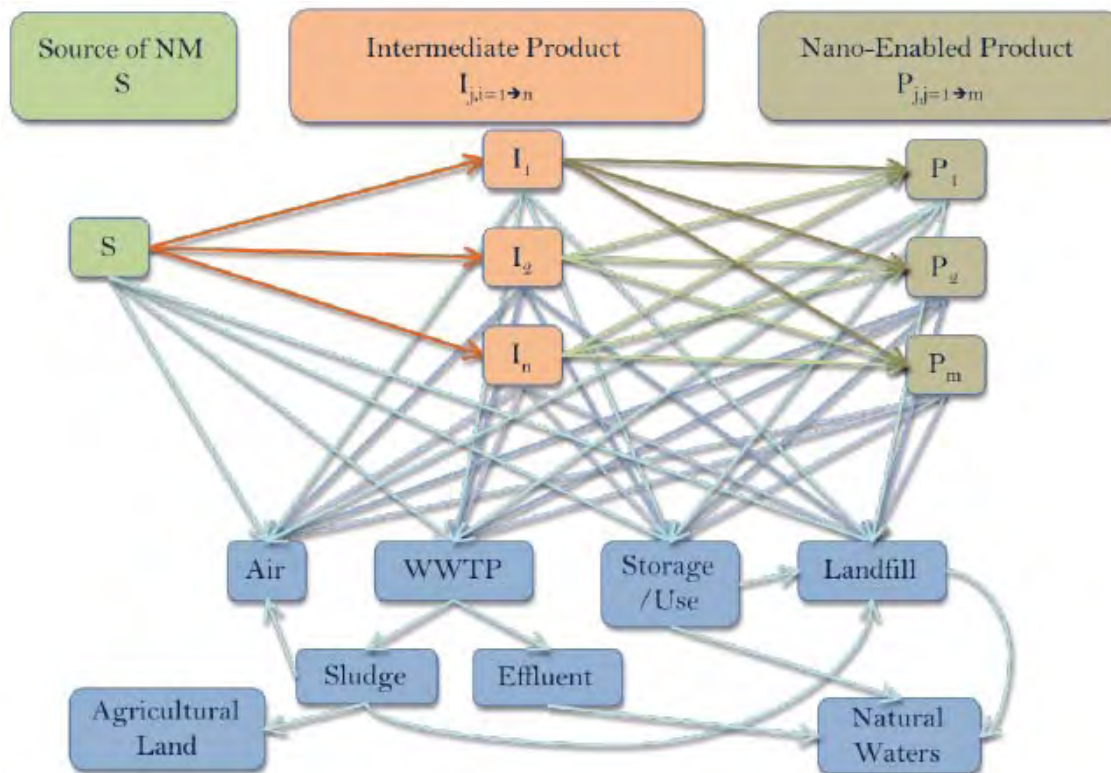 Source of NM
S
Intermediate Product
I j,i=1➔n
Nano-Enabled Product
P j,j=1➔m
I 1
P 1
S
I 2
P 2
I n
P m
Air
WWTP
Storage
/Use
Landfill
Sludge
Effluent
Agricultural
Land
Natural
Waters